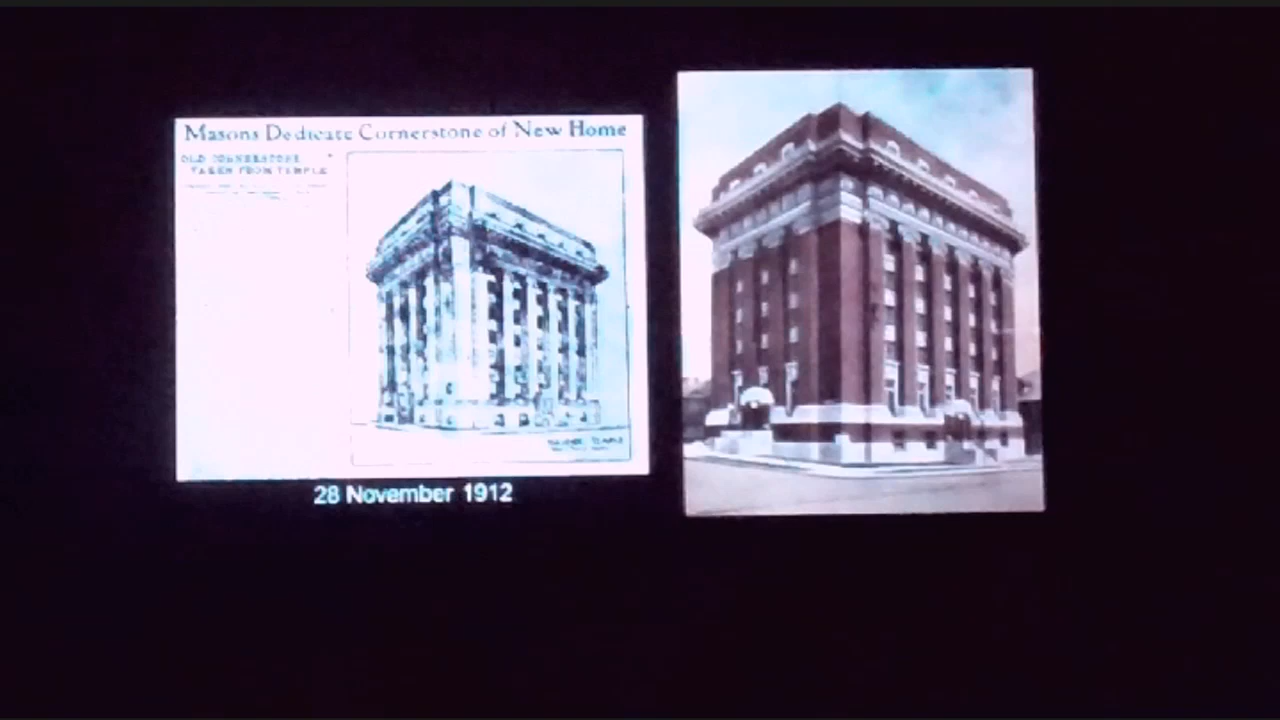 Masons Dedicate Cornerstone of New Home
OLD CORNERSTONE
TAKEN FROM TEMPLE
28 November 1912